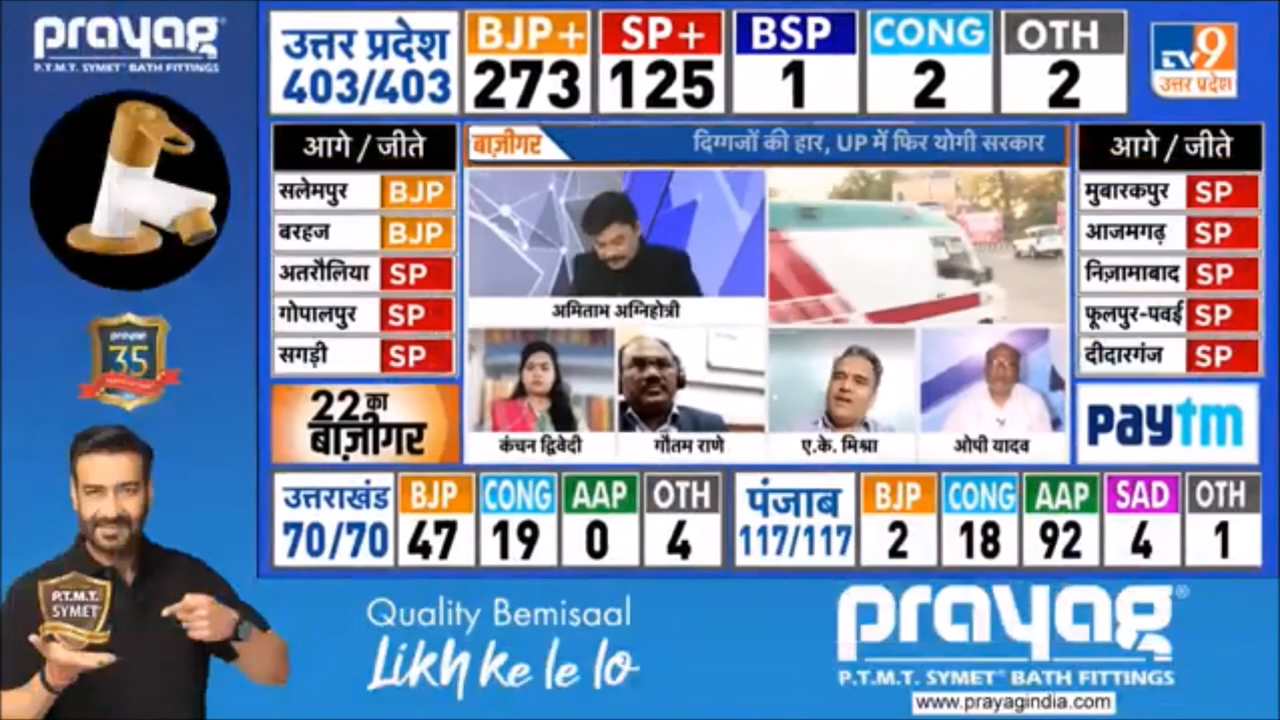 prayag
P.T.M.T. SYMET BATH FITTINGS
उत्तर प्रदेश
403/403
BJP+
273
SP+
125
BSP
1
CONG
2
OTH
2
TV9
उत्तर प्रदेश
आगे / जीते
सलेमपुर BJP
बरहज BJP
अतरौलिया SP
गोपालपुर SP
सगड़ी SP
बाज़ीगर
दिग्गजों की हार, UP में फिर योगी सरकार
अमिताभ अग्निहोत्री
कंचन द्विवेदी
गौतम राणे
ए.के. मिश्रा
ओपी यादव
आगे / जीते
मुबारकपुर SP
आजमगढ़ SP
निज़ामाबाद SP
फूलपुर-पवई SP
दीदारगंज SP
prayag
35
22 का
बाज़ीगर
paytm
उत्तराखंड
70/70
BJP
47
CONG
19
AAP
0
OTH
4
पंजाब
117/117
BJP
2
CONG
18
AAP
92
SAD
4
OTH
1
P.T.M.T.
SYMET
Quality Bemisaal
Likh ke le lo
prayag®
P.T.M.T. SYMET BATH FITTINGS
www.prayagindia.com